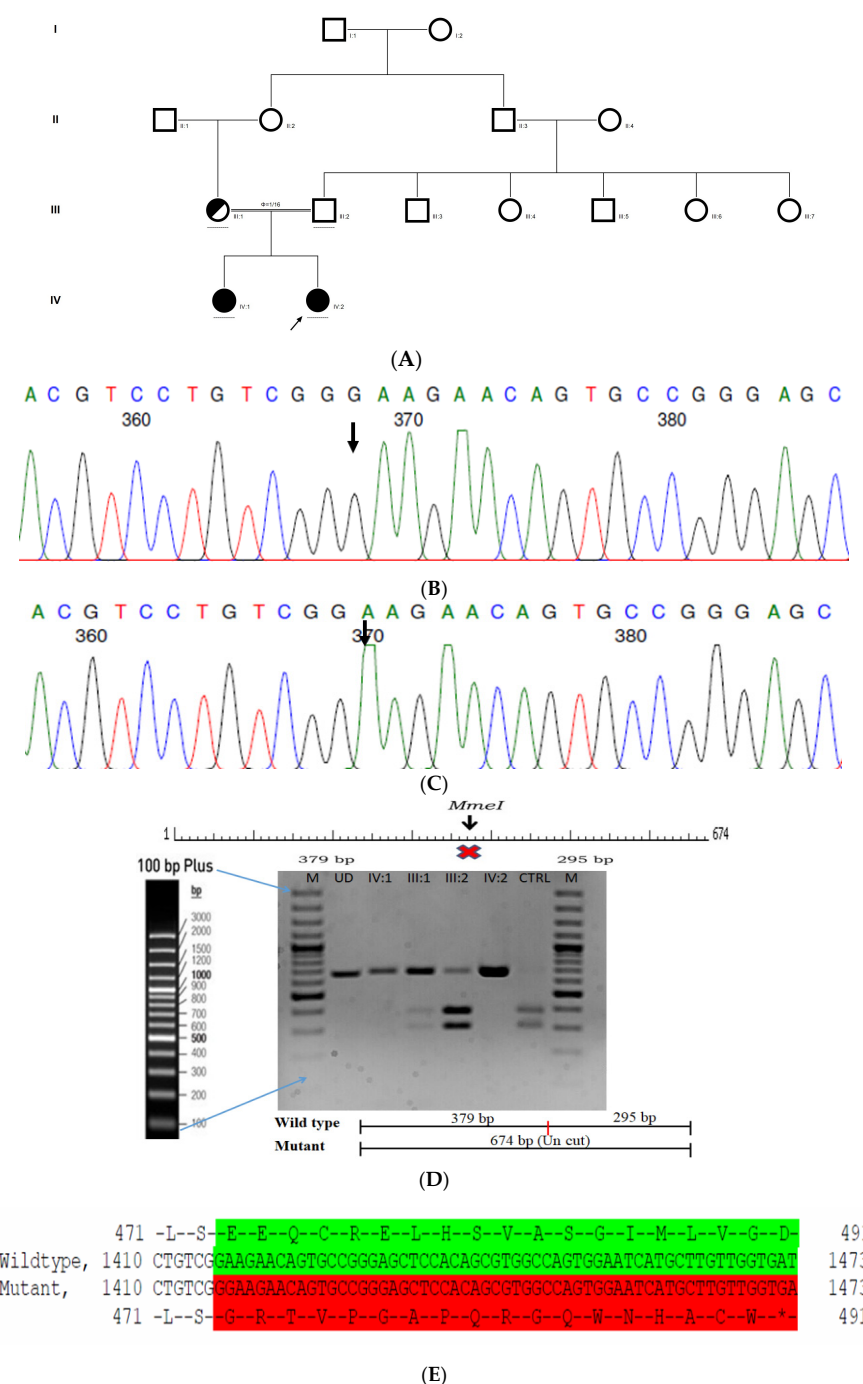 I
I:1
I:2
II
II:1
II:2
II:3
II:4
III
Φ=1/16
III:1
III:2
III:3
III:4
III:5
III:6
III:7
IV
IV:1
IV:2
(A)
A C G T C C T G T C G G G A A G A A C A G T G C C G G G A G C
360 370 380
(B)
A C G T C C T G T C G G A A G A A C A G T G C C G G G A G C
360 370 380
(C)
MmeI
1 674
379 bp 295 bp
100 bp Plus
M UD IV:1 III:1 III:2 IV:2 CTRL M
bp
3000
2000
1500
1200
1000
900
800
700
600
500
400
300
200
100
Wild type 379 bp 295 bp
Mutant 674 bp (Un cut)
(D)
471 -L--S--E--E--Q--C--R--E--L--H--S--V--A--S--G--I--M--L--V--G--D- 491
Wildtype, 1410 CTGTCGGAAGAACAGTGCCGGGAGCTCCACAGCGTGGCCAGTGGAATCATGCTTGTTGGTGAT 1473
Mutant, 1410 CTGTCGGGAAGAACAGTGCCGGGAGCTCCACAGCGTGGCCAGTGGAATCATGCTTGTTGGTGA 1473
471 -L--S--G--R--T--V--P--G--A--P--Q--R--G--Q--W--N--H--A--C--W--*- 491
(E)